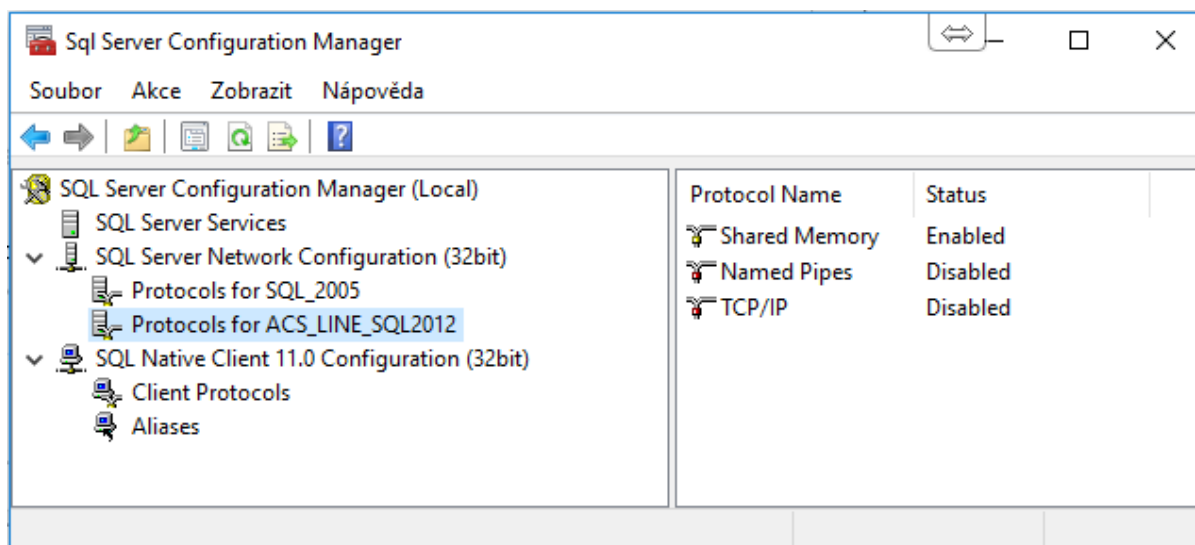 Sql Server Configuration Manager
Soubor Akce Zobrazit Nápověda
SQL Server Configuration Manager (Local)
SQL Server Services
SQL Server Network Configuration (32bit)
Protocols for SQL_2005
Protocols for ACS_LINE_SQL2012
SQL Native Client 11.0 Configuration (32bit)
Client Protocols
Aliases
Protocol Name Status
Shared Memory Enabled
Named Pipes Disabled
TCP/IP Disabled